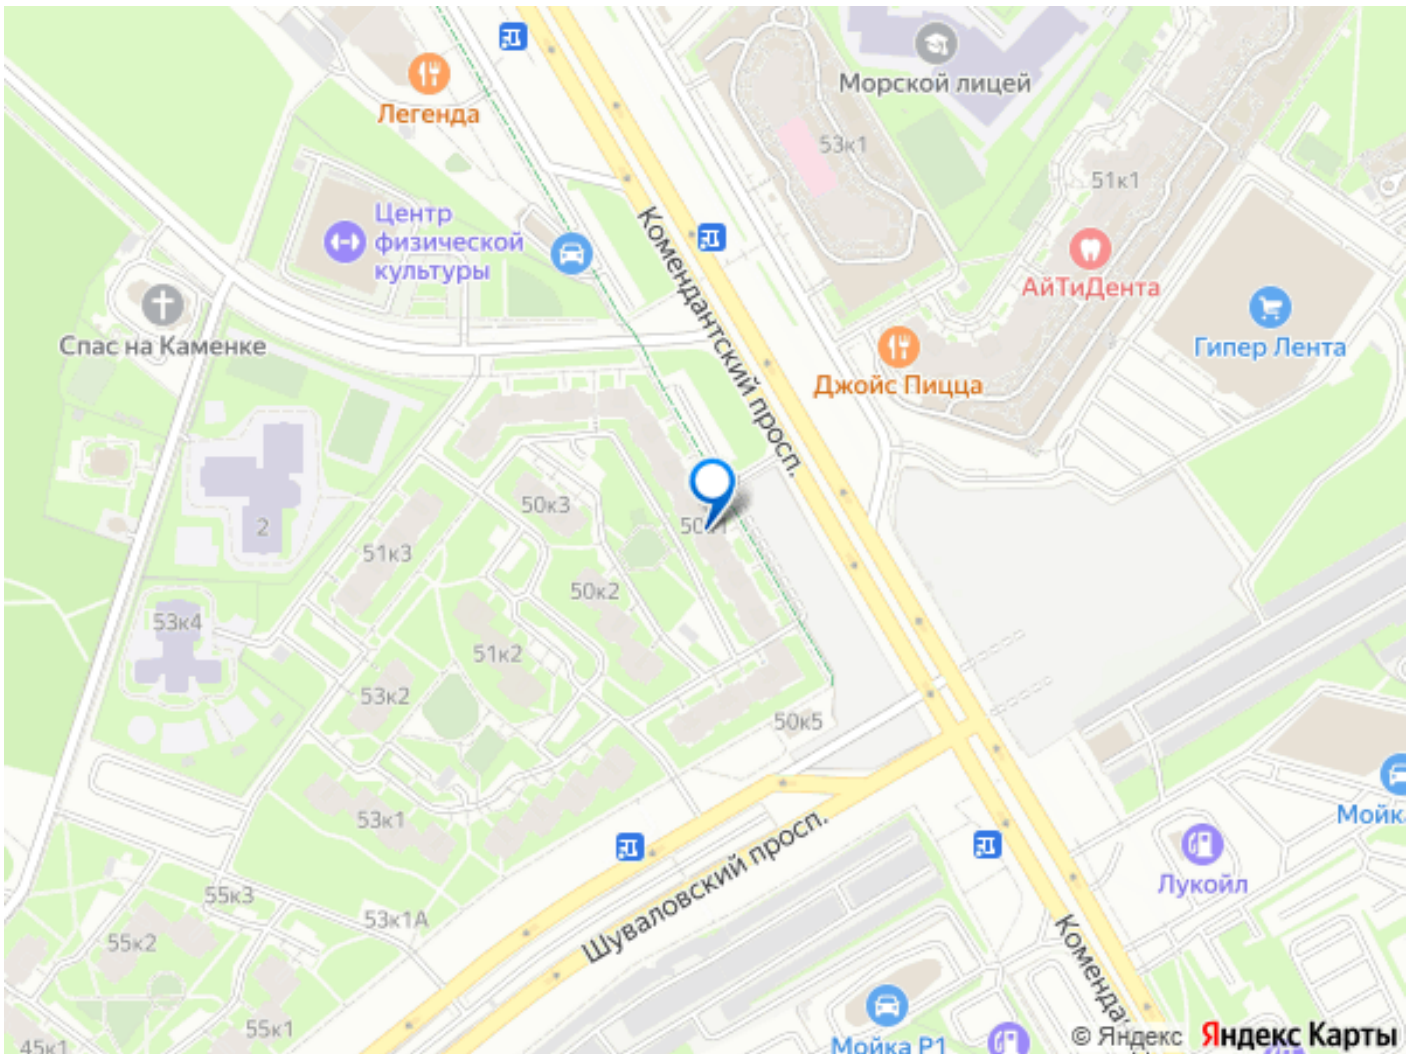 Легенда
Морской лицей
53к1
51к1
Центр
физической
культуры
Комендантский просп.
АйТиДента
Спас на Каменке
Гипер Лента
Джойс Пицца
50к3
2
51к3
50к2
53к4
51к2
53к2
50к5
53к1
Шуваловский просп.
Мойк
Лукойл
55к3
53к1А
55к2
Коменда
55к1
45к1
Мойка Р1
© Яндекс Яндекс Карты